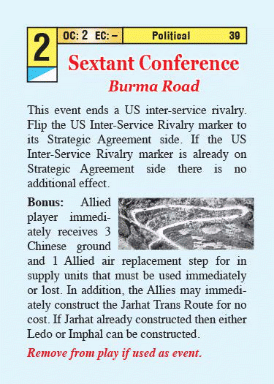 2
OC: 2 EC: – Political 39
Sextant Conference
Burma Road
This event ends a US inter-service rivalry.
Flip the US Inter-Service Rivalry marker to
its Strategic Agreement side. If the US
Inter-Service Rivalry marker is already on
Strategic Agreement side there is no
additional effect.
Bonus: Allied
player immedi-
ately receives 3
Chinese ground
and 1 Allied air replacement step for in
supply units that must be used immediately
or lost. In addition, the Allies may immedi-
ately construct the Jarhat Trans Route for no
cost. If Jarhat already constructed then either
Ledo or Imphal can be constructed.
Remove from play if used as event.